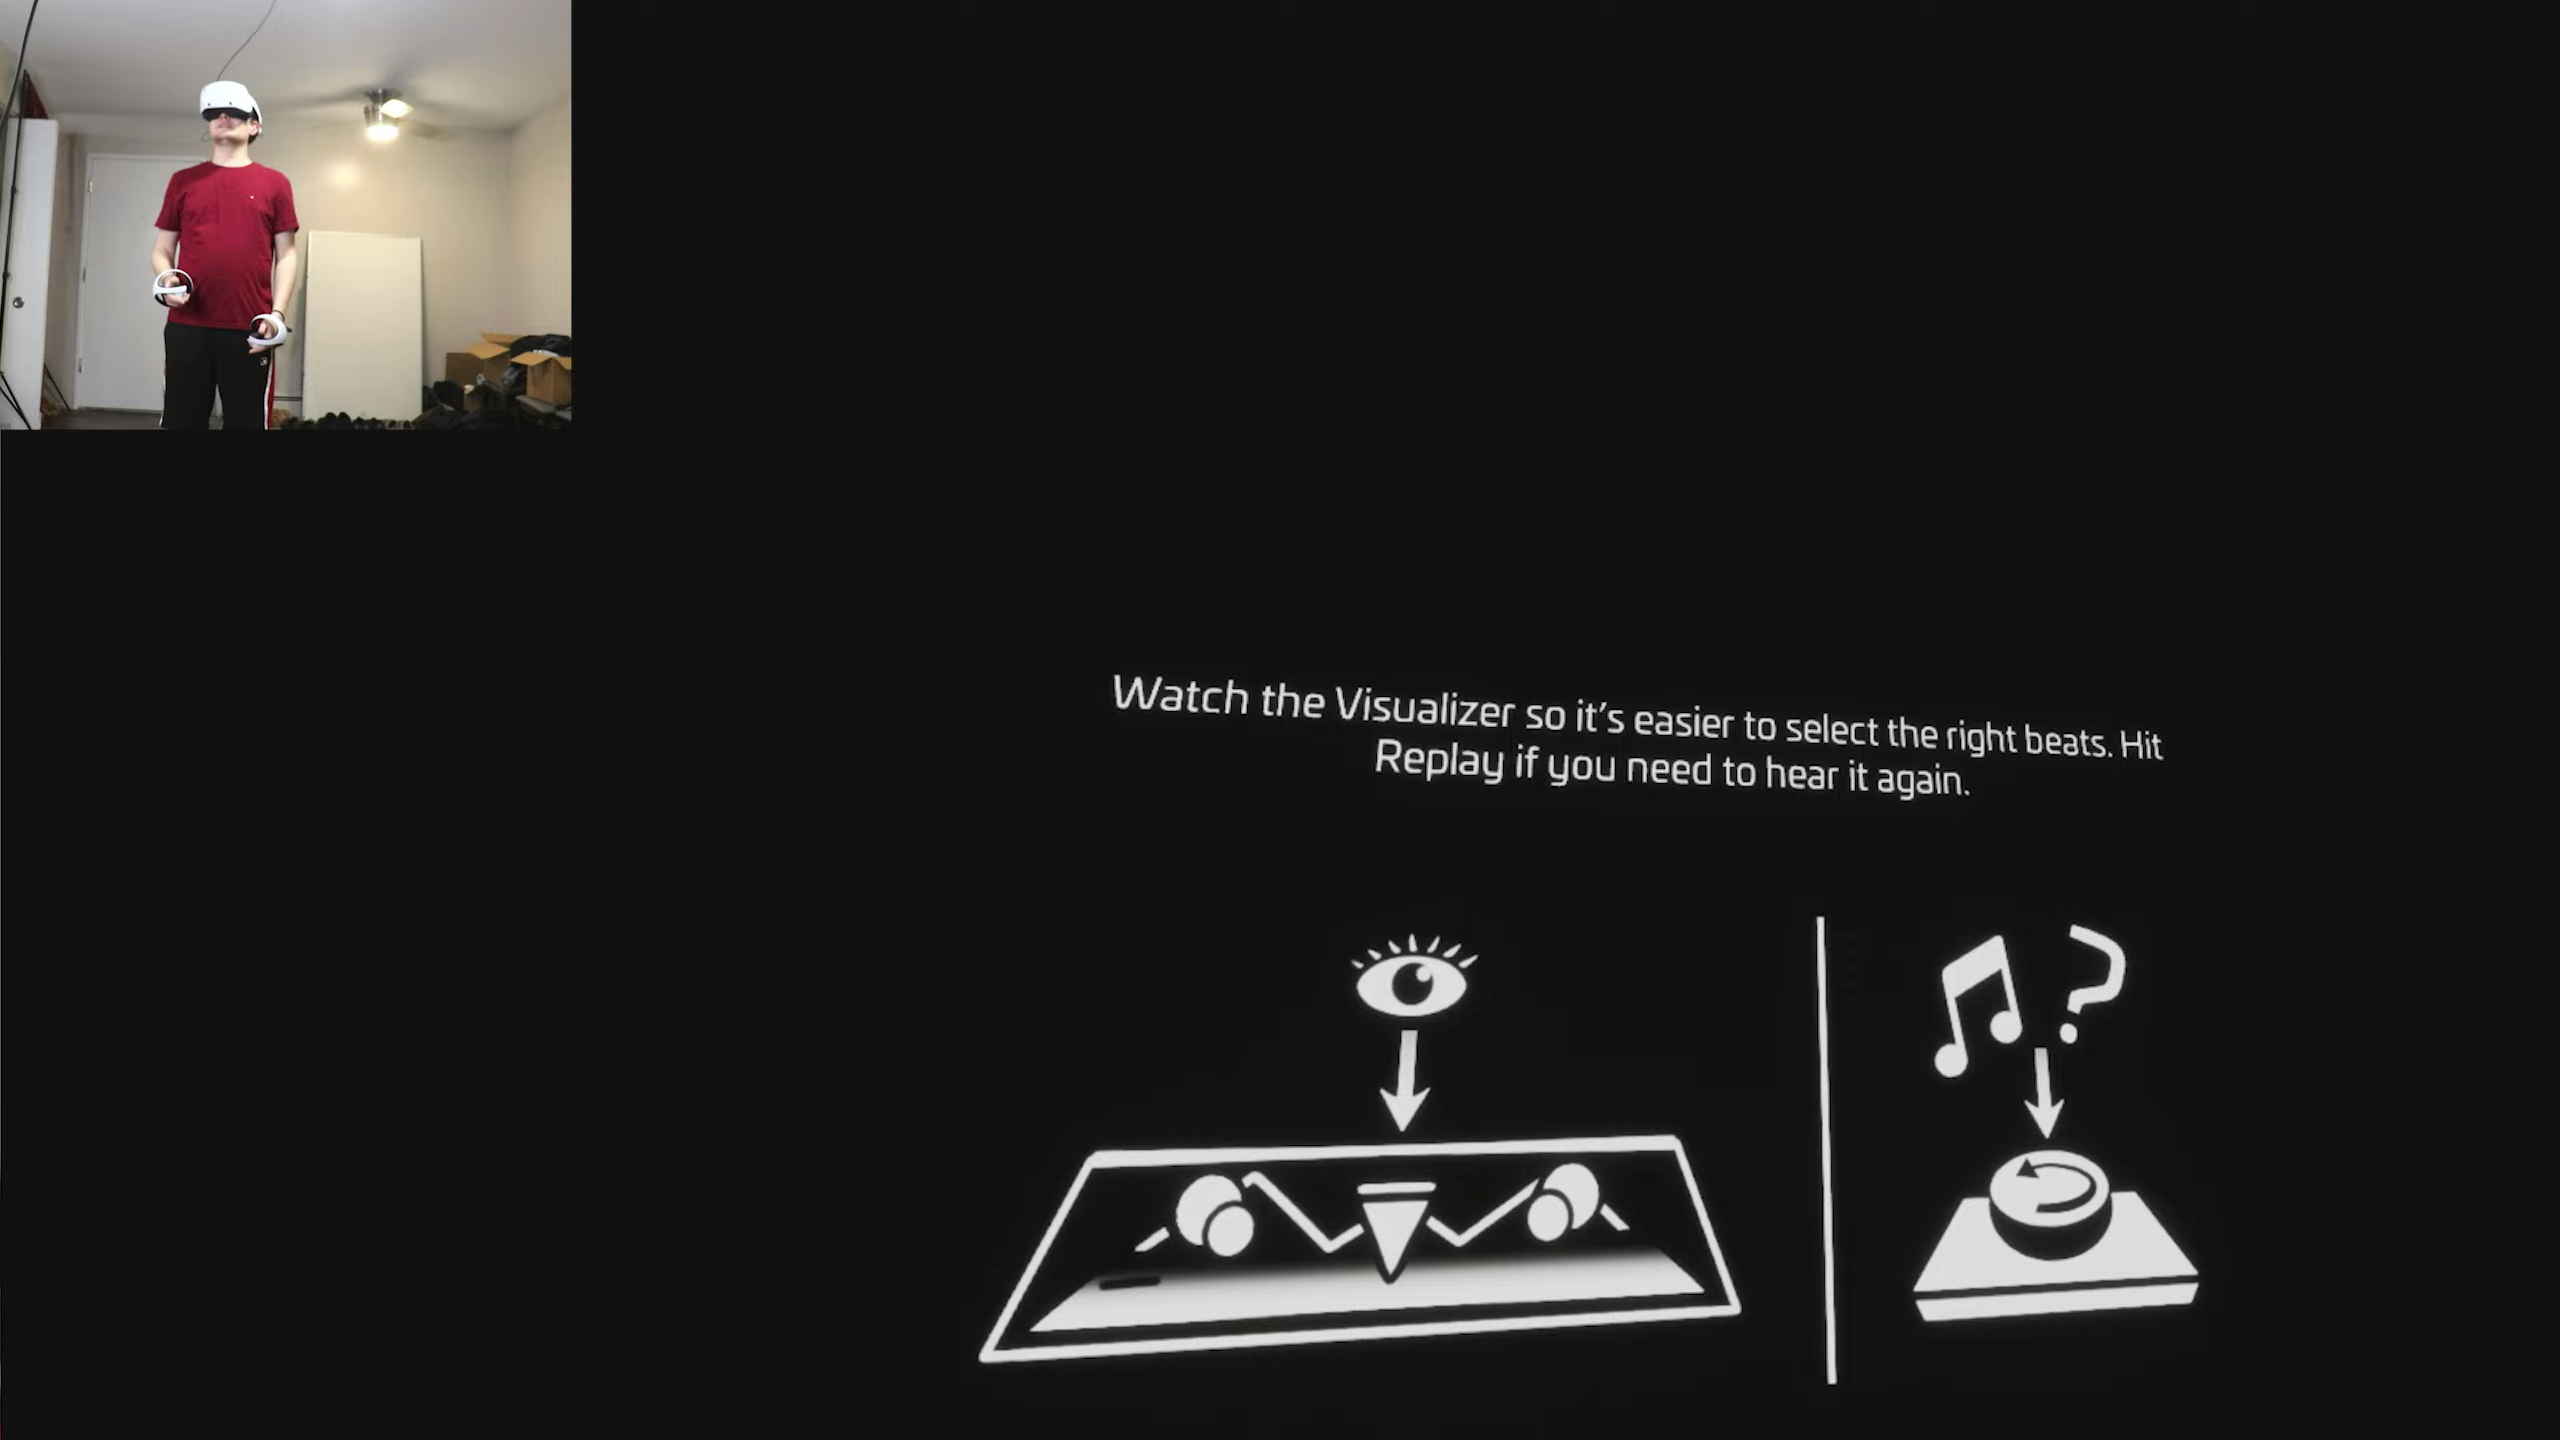 Watch the Visualizer so it's easier to select the right beats. Hit
Replay if you need to hear it again.